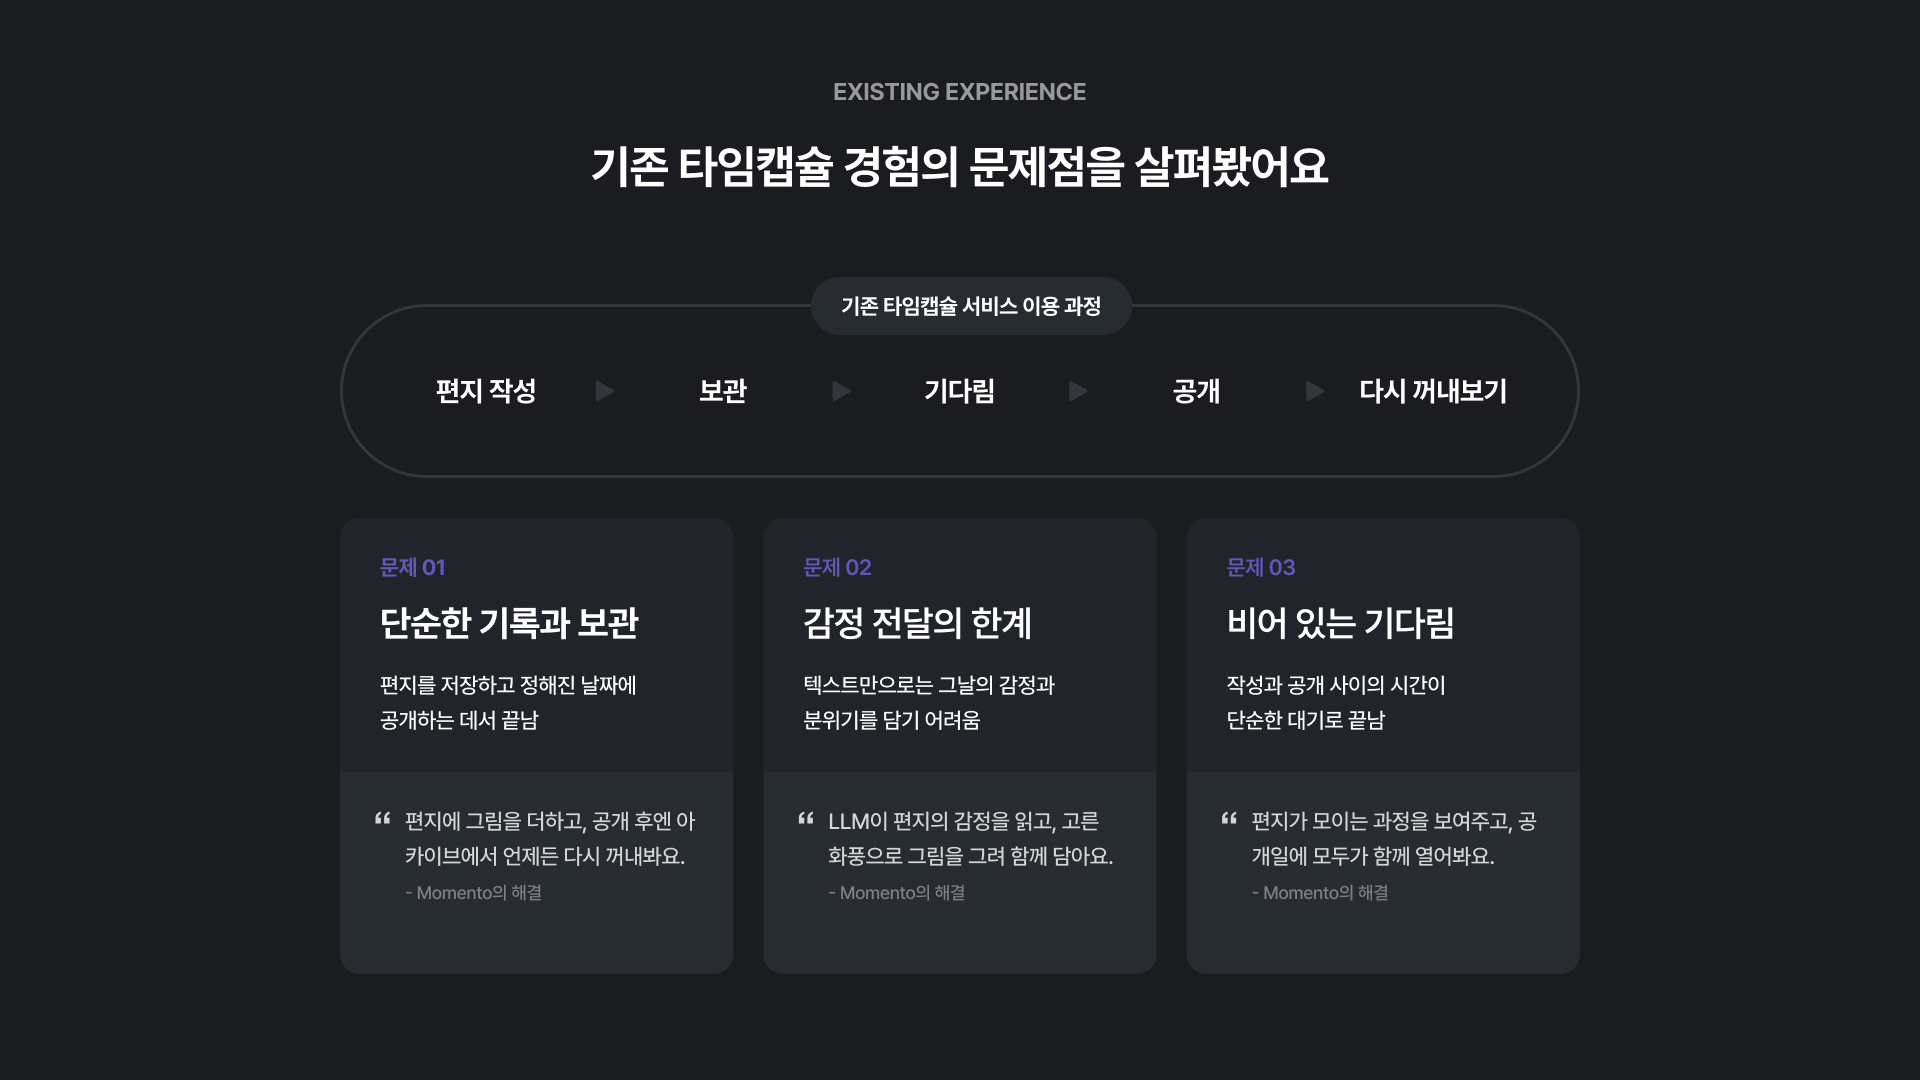 EXISTING EXPERIENCE
기존 타임캡슐 경험의 문제점을 살펴봤어요
기존 타임캡슐 서비스 이용 과정
편지 작성
보관
기다림
공개
다시 꺼내보기
문제 01
단순한 기록과 보관
편지를 저장하고 정해진 날짜에
공개하는 데서 끝남
“ 편지에 그림을 더하고, 공개 후엔 아
카이브에서 언제든 다시 꺼내봐요.
- Momento의 해결
문제 02
감정 전달의 한계
텍스트만으로는 그날의 감정과
분위기를 담기 어려움
“ LLM이 편지의 감정을 읽고, 고른
화풍으로 그림을 그려 함께 담아요.
- Momento의 해결
문제 03
비어 있는 기다림
작성과 공개 사이의 시간이
단순한 대기로 끝남
“ 편지가 모이는 과정을 보여주고, 공
개일에 모두가 함께 열어봐요.
- Momento의 해결